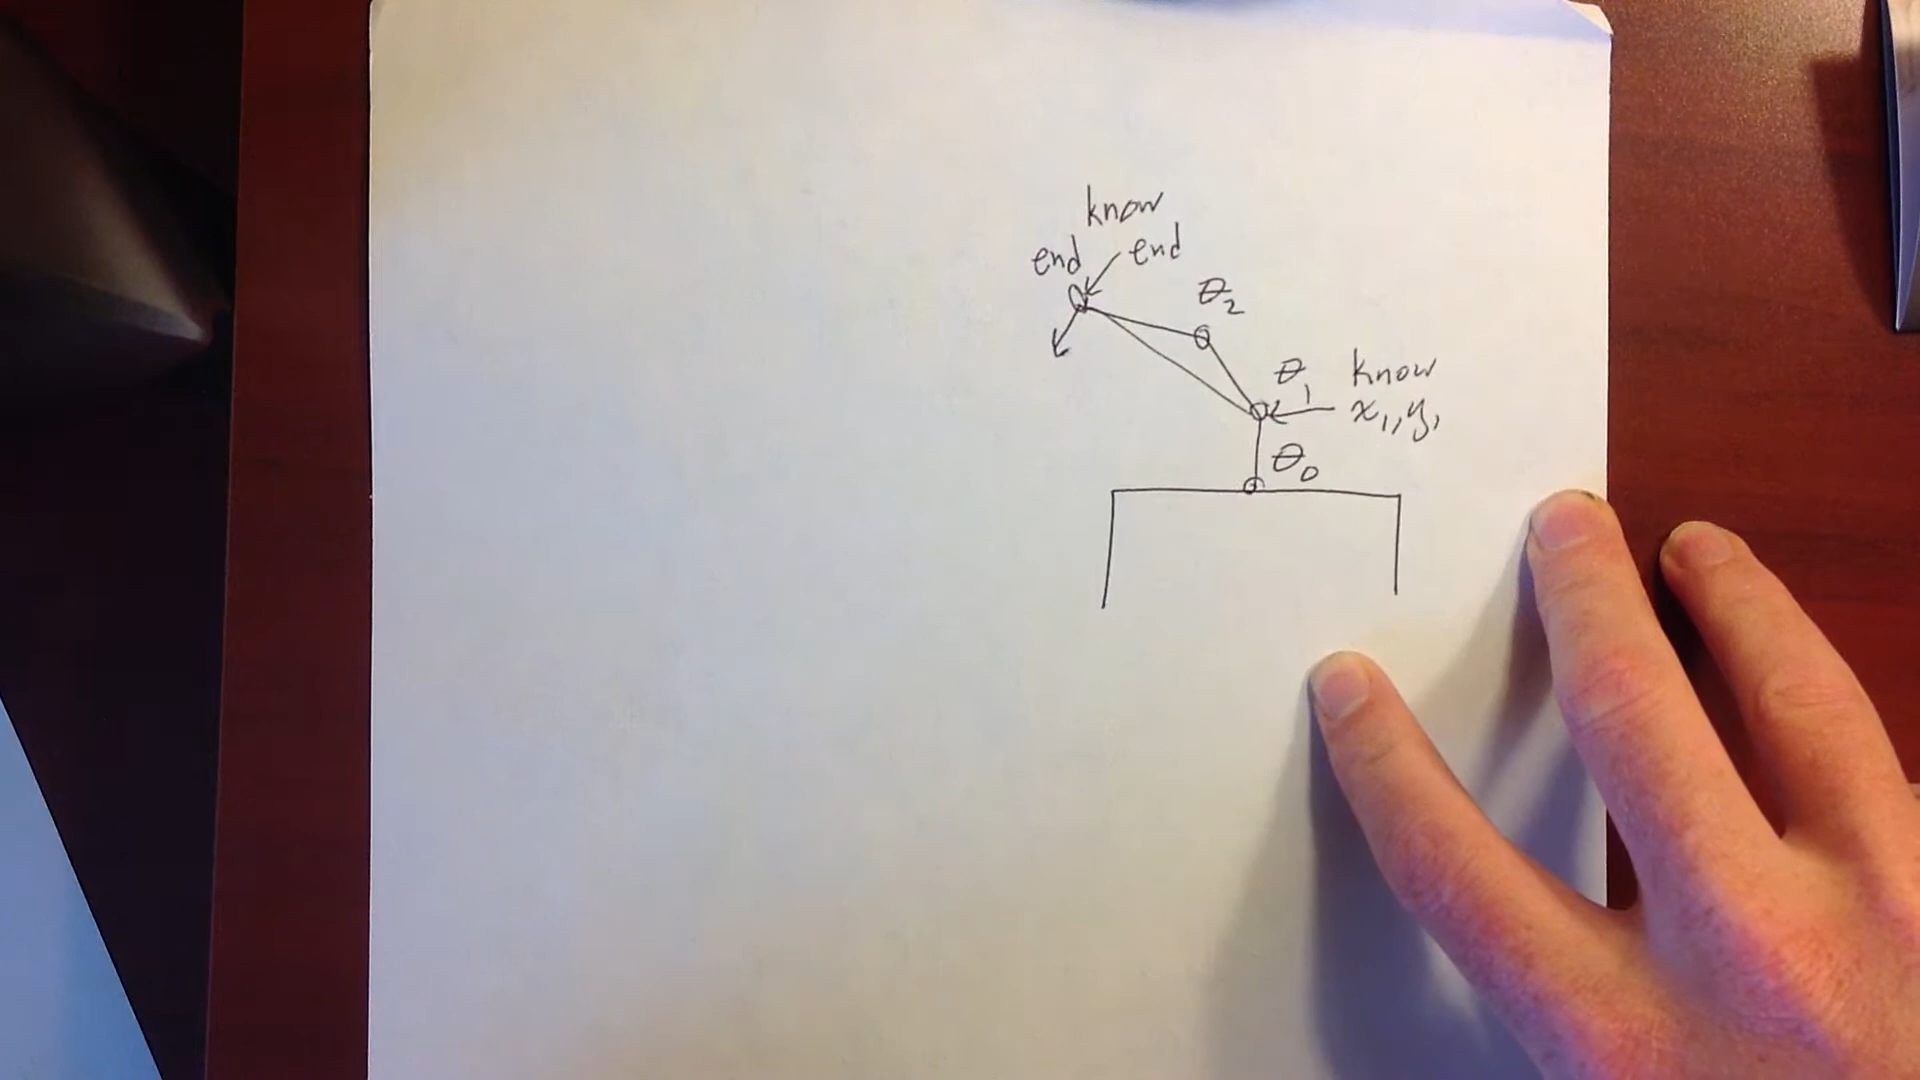 know
end end
θ₂
θ₁ know
x₁, y₁
θ₀